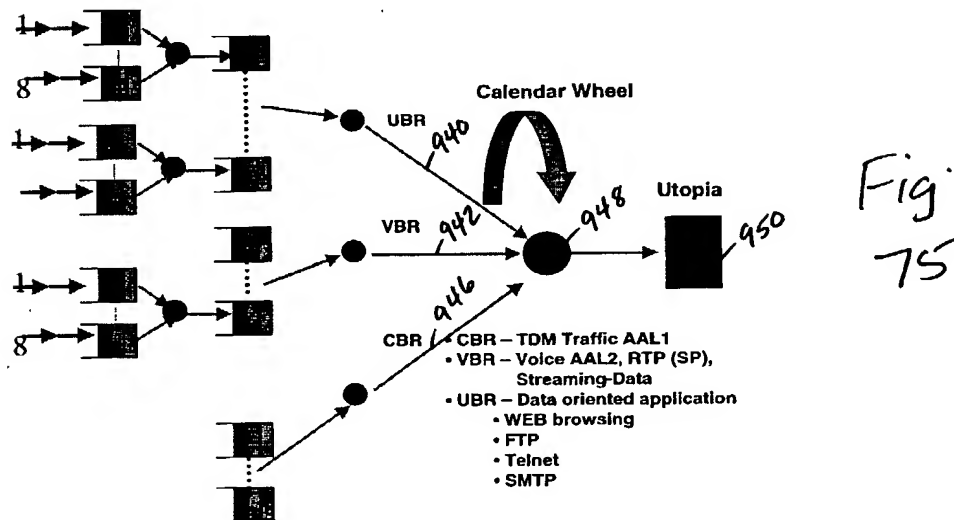 1
8
1
1
8
UBR
940
Calendar Wheel
VBR
942
948
Utopia
950
Fig.
75
CBR
946
• CBR – TDM Traffic AAL1
• VBR – Voice AAL2, RTP (SP),
Streaming-Data
• UBR – Data oriented application
• WEB browsing
• FTP
• Telnet
• SMTP